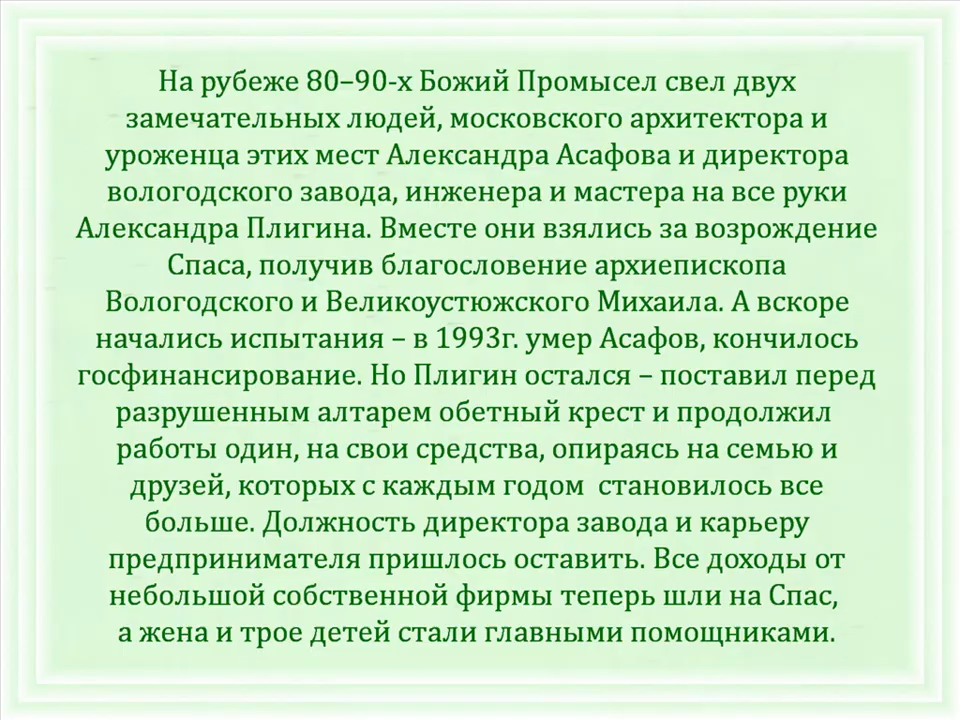 На рубеже 80–90-х Божий Промысел свел двух
замечательных людей, московского архитектора и
уроженца этих мест Александра Асафова и директора
вологодского завода, инженера и мастера на все руки
Александра Плигина. Вместе они взялись за возрождение
Спаса, получив благословение архиепископа
Вологодского и Великоустюжского Михаила. А вскоре
начались испытания – в 1993г. умер Асафов, кончилось
госфинансирование. Но Плигин остался – поставил перед
разрушенным алтарем обетный крест и продолжил
работы один, на свои средства, опираясь на семью и
друзей, которых с каждым годом  становилось все
больше. Должность директора завода и карьеру
предпринимателя пришлось оставить. Все доходы от
небольшой собственной фирмы теперь шли на Спас,
а жена и трое детей стали главными помощниками.